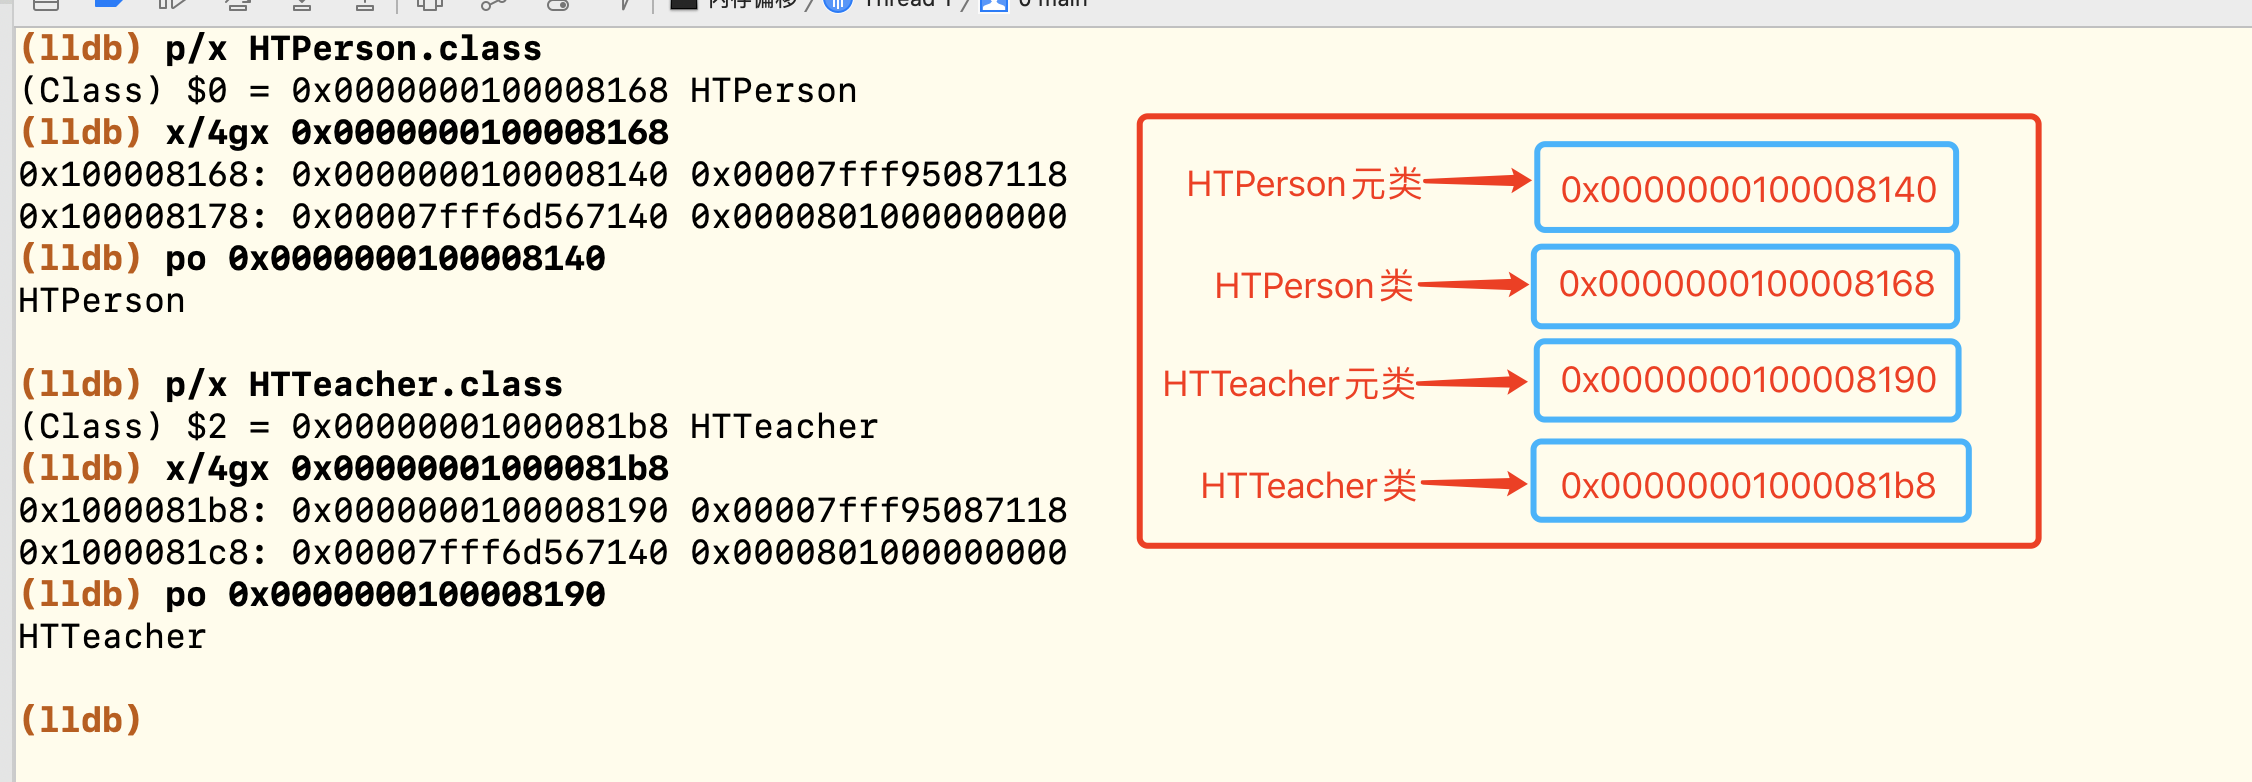 内存偏移 Thread 1 0 main
(lldb) p/x HTPerson.class
(Class) $0 = 0x0000000100008168 HTPerson
(lldb) x/4gx 0x0000000100008168
0x100008168: 0x0000000100008140 0x00007fff95087118
0x100008178: 0x00007fff6d567140 0x0000801000000000
(lldb) po 0x0000000100008140
HTPerson
(lldb) p/x HTTeacher.class
(Class) $2 = 0x00000001000081b8 HTTeacher
(lldb) x/4gx 0x00000001000081b8
0x1000081b8: 0x0000000100008190 0x00007fff95087118
0x1000081c8: 0x00007fff6d567140 0x0000801000000000
(lldb) po 0x0000000100008190
HTTeacher
(lldb)
HTPerson元类 0x0000000100008140
HTPerson类 0x0000000100008168
HTTeacher元类 0x0000000100008190
HTTeacher类 0x00000001000081b8